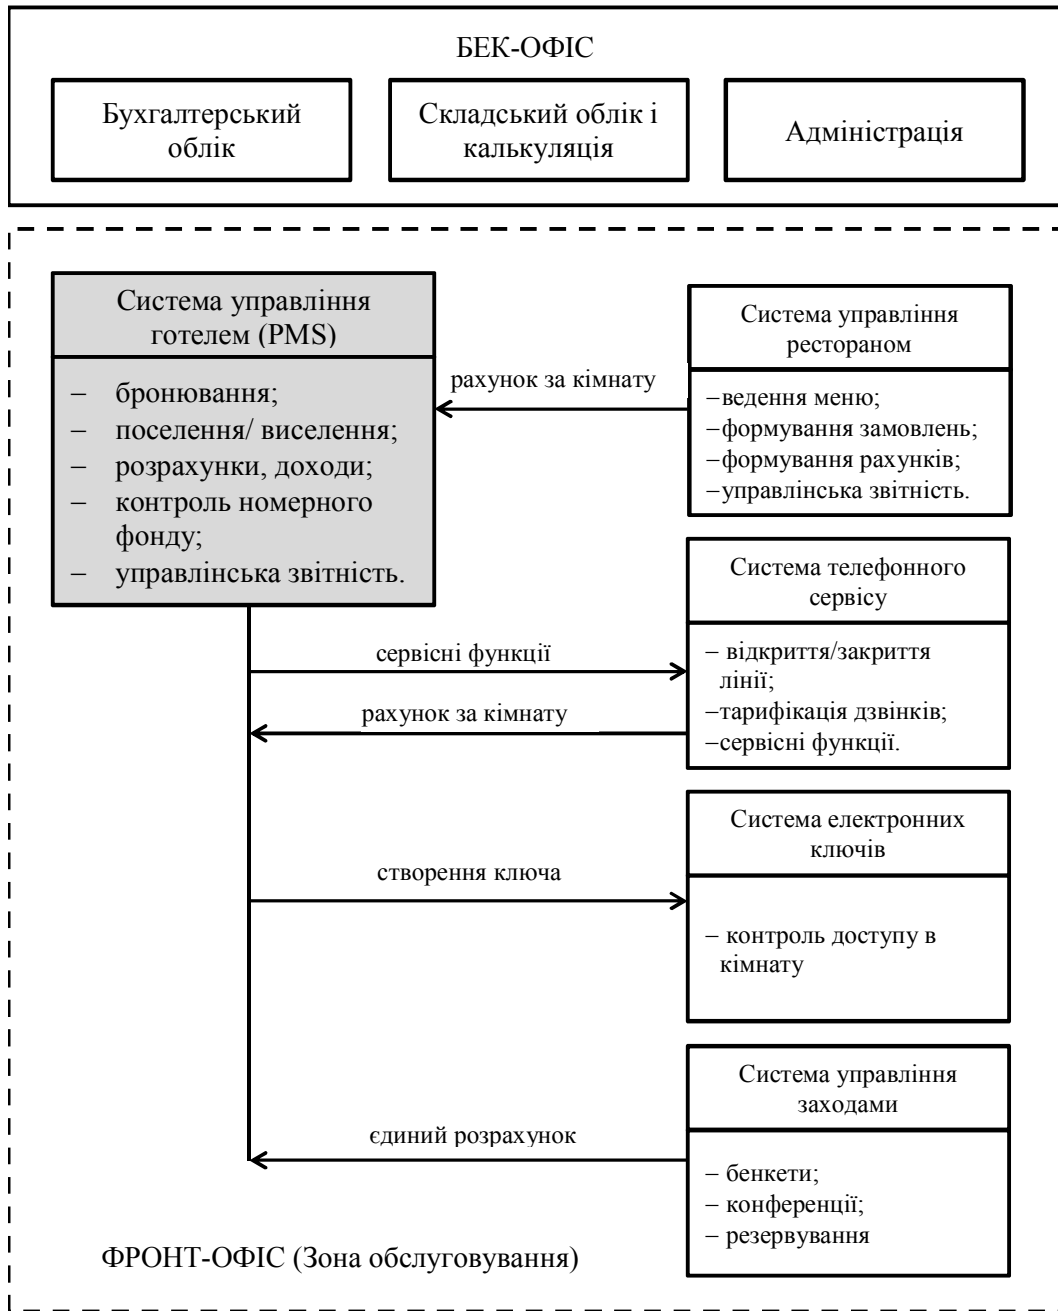 БЕК-ОФІС
Бухгалтерський
облік
Складський облік і
калькуляція
Адміністрація
Система управління
готелем (PMS)
– бронювання;
– поселення/ виселення;
– розрахунки, доходи;
– контроль номерного
фонду;
– управлінська звітність.
рахунок за кімнату
Система управління
рестораном
–ведення меню;
–формування замовлень;
–формування рахунків;
–управлінська звітність.
Система телефонного
сервісу
– відкриття/закриття
лінії;
–тарифікація дзвінків;
–сервісні функції.
сервісні функції
рахунок за кімнату
Система електронних
ключів
– контроль доступу в
кімнату
створення ключа
Система управління
заходами
– бенкети;
– конференції;
– резервування
єдиний розрахунок
ФРОНТ-ОФІС (Зона обслуговування)